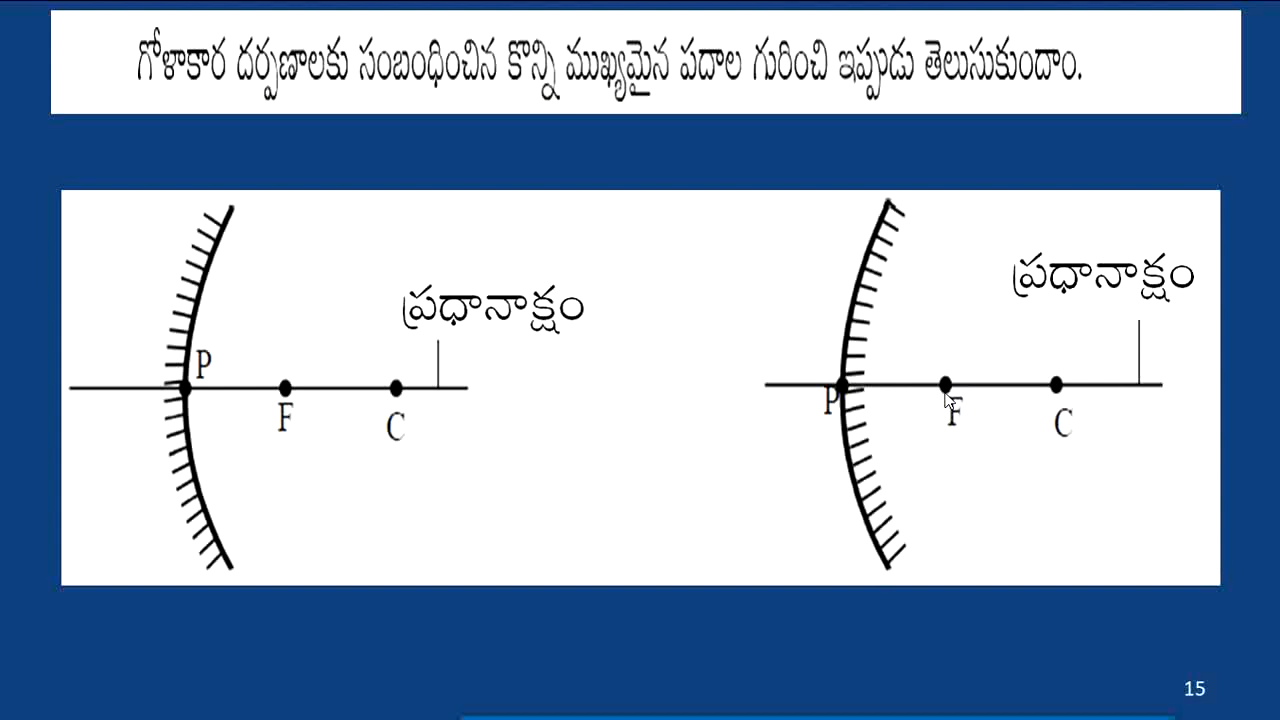 గోళాకార దర్పణాలకు సంబంధించిన కొన్ని ముఖ్యమైన పదాల గురించి ఇప్పుడు తెలుసుకుందాం.
ప్రధానాక్షం
P
F
C
ప్రధానాక్షం
P
F
C
15